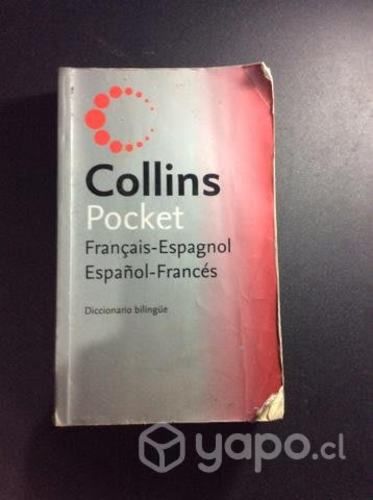 Collins
Pocket
Français-Espagnol
Español-Francés
Diccionario bilingüe
yapo.cl